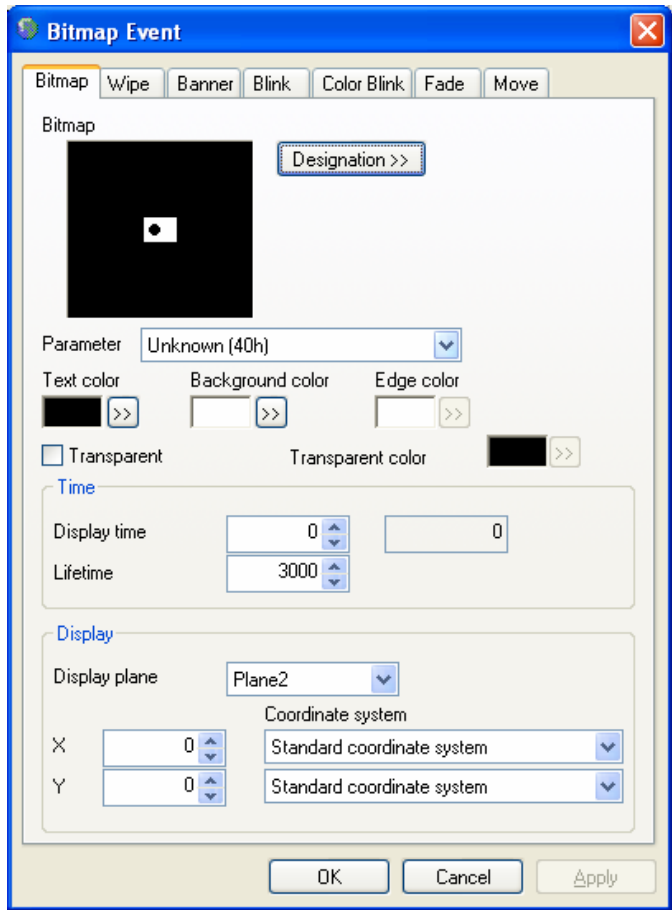 Bitmap Event
Bitmap Wipe Banner Blink Color Blink Fade Move
Bitmap
Designation >>
Parameter Unknown (40h)
Text color Background color Edge color
>> >> >>
Transparent Transparent color >>
Time
Display time 0 0
Lifetime 3000
Display
Display plane Plane2
Coordinate system
X 0 Standard coordinate system
Y 0 Standard coordinate system
OK Cancel Apply